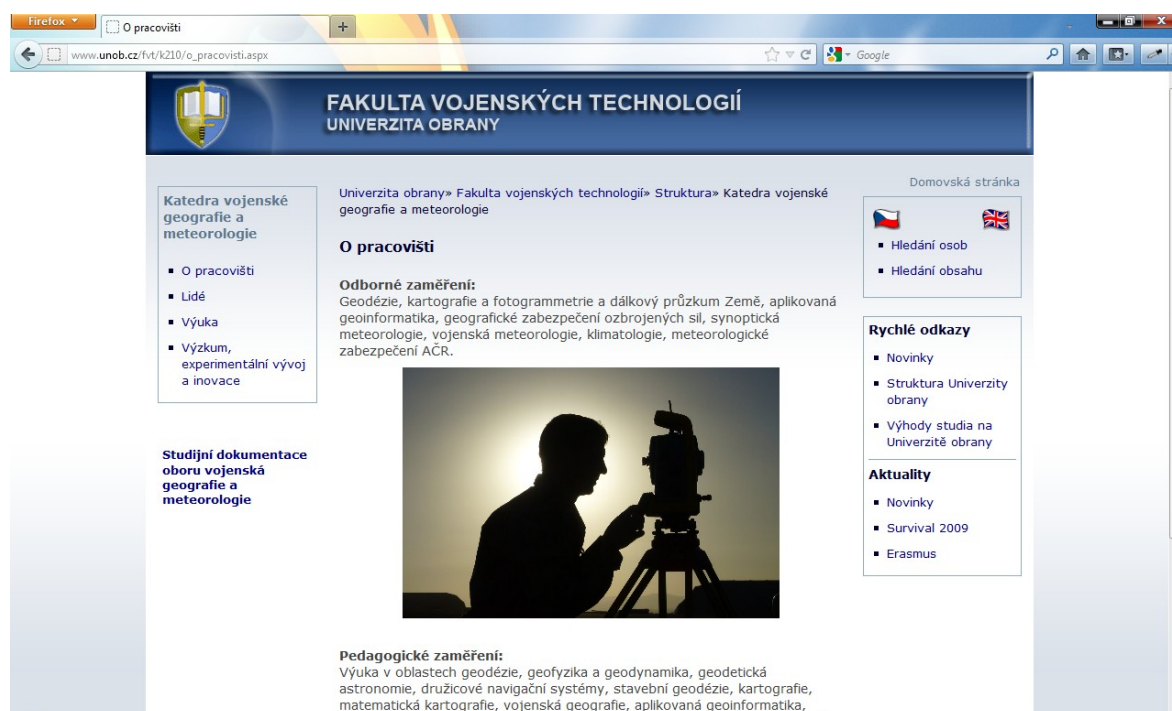 Firefox
O pracovišti
www.unob.cz/fvt/k210/o_pracovisti.aspx
Google
FAKULTA VOJENSKÝCH TECHNOLOGIÍ
UNIVERZITA OBRANY
Katedra vojenské
geografie a
meteorologie
O pracovišti
Lidé
Výuka
Výzkum,
experimentální vývoj
a inovace
Studijní dokumentace
oboru vojenská
geografie a
meteorologie
Univerzita obrany» Fakulta vojenských technologií» Struktura» Katedra vojenské
geografie a meteorologie
O pracovišti
Odborné zaměření:
Geodézie, kartografie a fotogrammetrie a dálkový průzkum Země, aplikovaná
geoinformatika, geografické zabezpečení ozbrojených sil, synoptická
meteorologie, vojenská meteorologie, klimatologie, meteorologické
zabezpečení AČR.
Pedagogické zaměření:
Výuka v oblastech geodézie, geofyzika a geodynamika, geodetická
astronomie, družicové navigační systémy, stavební geodézie, kartografie,
matematická kartografie, vojenská geografie, aplikovaná geoinformatika,
Domovská stránka
Hledání osob
Hledání obsahu
Rychlé odkazy
Novinky
Struktura Univerzity
obrany
Výhody studia na
Univerzitě obrany
Aktuality
Novinky
Survival 2009
Erasmus